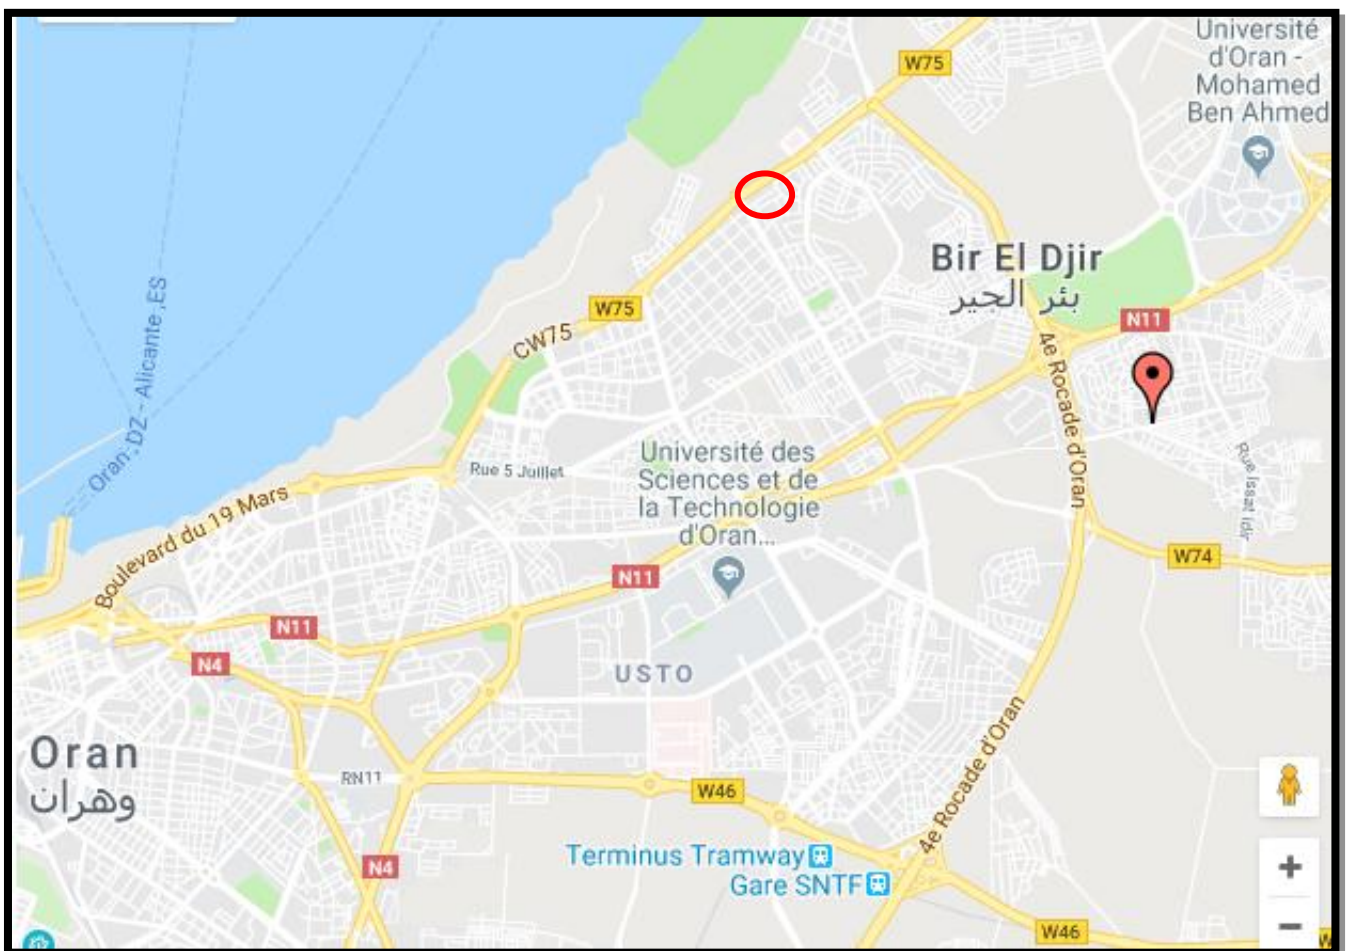 Université
d'Oran -
Mohamed
Ben Ahmed
W75
Bir El Djir
بئر الجير
W75
N11
CW75
4e Rocade d'Oran
Oran, DZ - Alicante ,ES
Université des
Sciences et de
la Technologie
d'Oran...
Rue 5 Juillet
Rue Issat Idir
Boulevard du 19 Mars
W74
N11
N11
N4
USTO
4e Rocade d'Oran
Oran
وهران
RN11
W46
N4
Terminus Tramway
Gare SNTF
+
−
W46